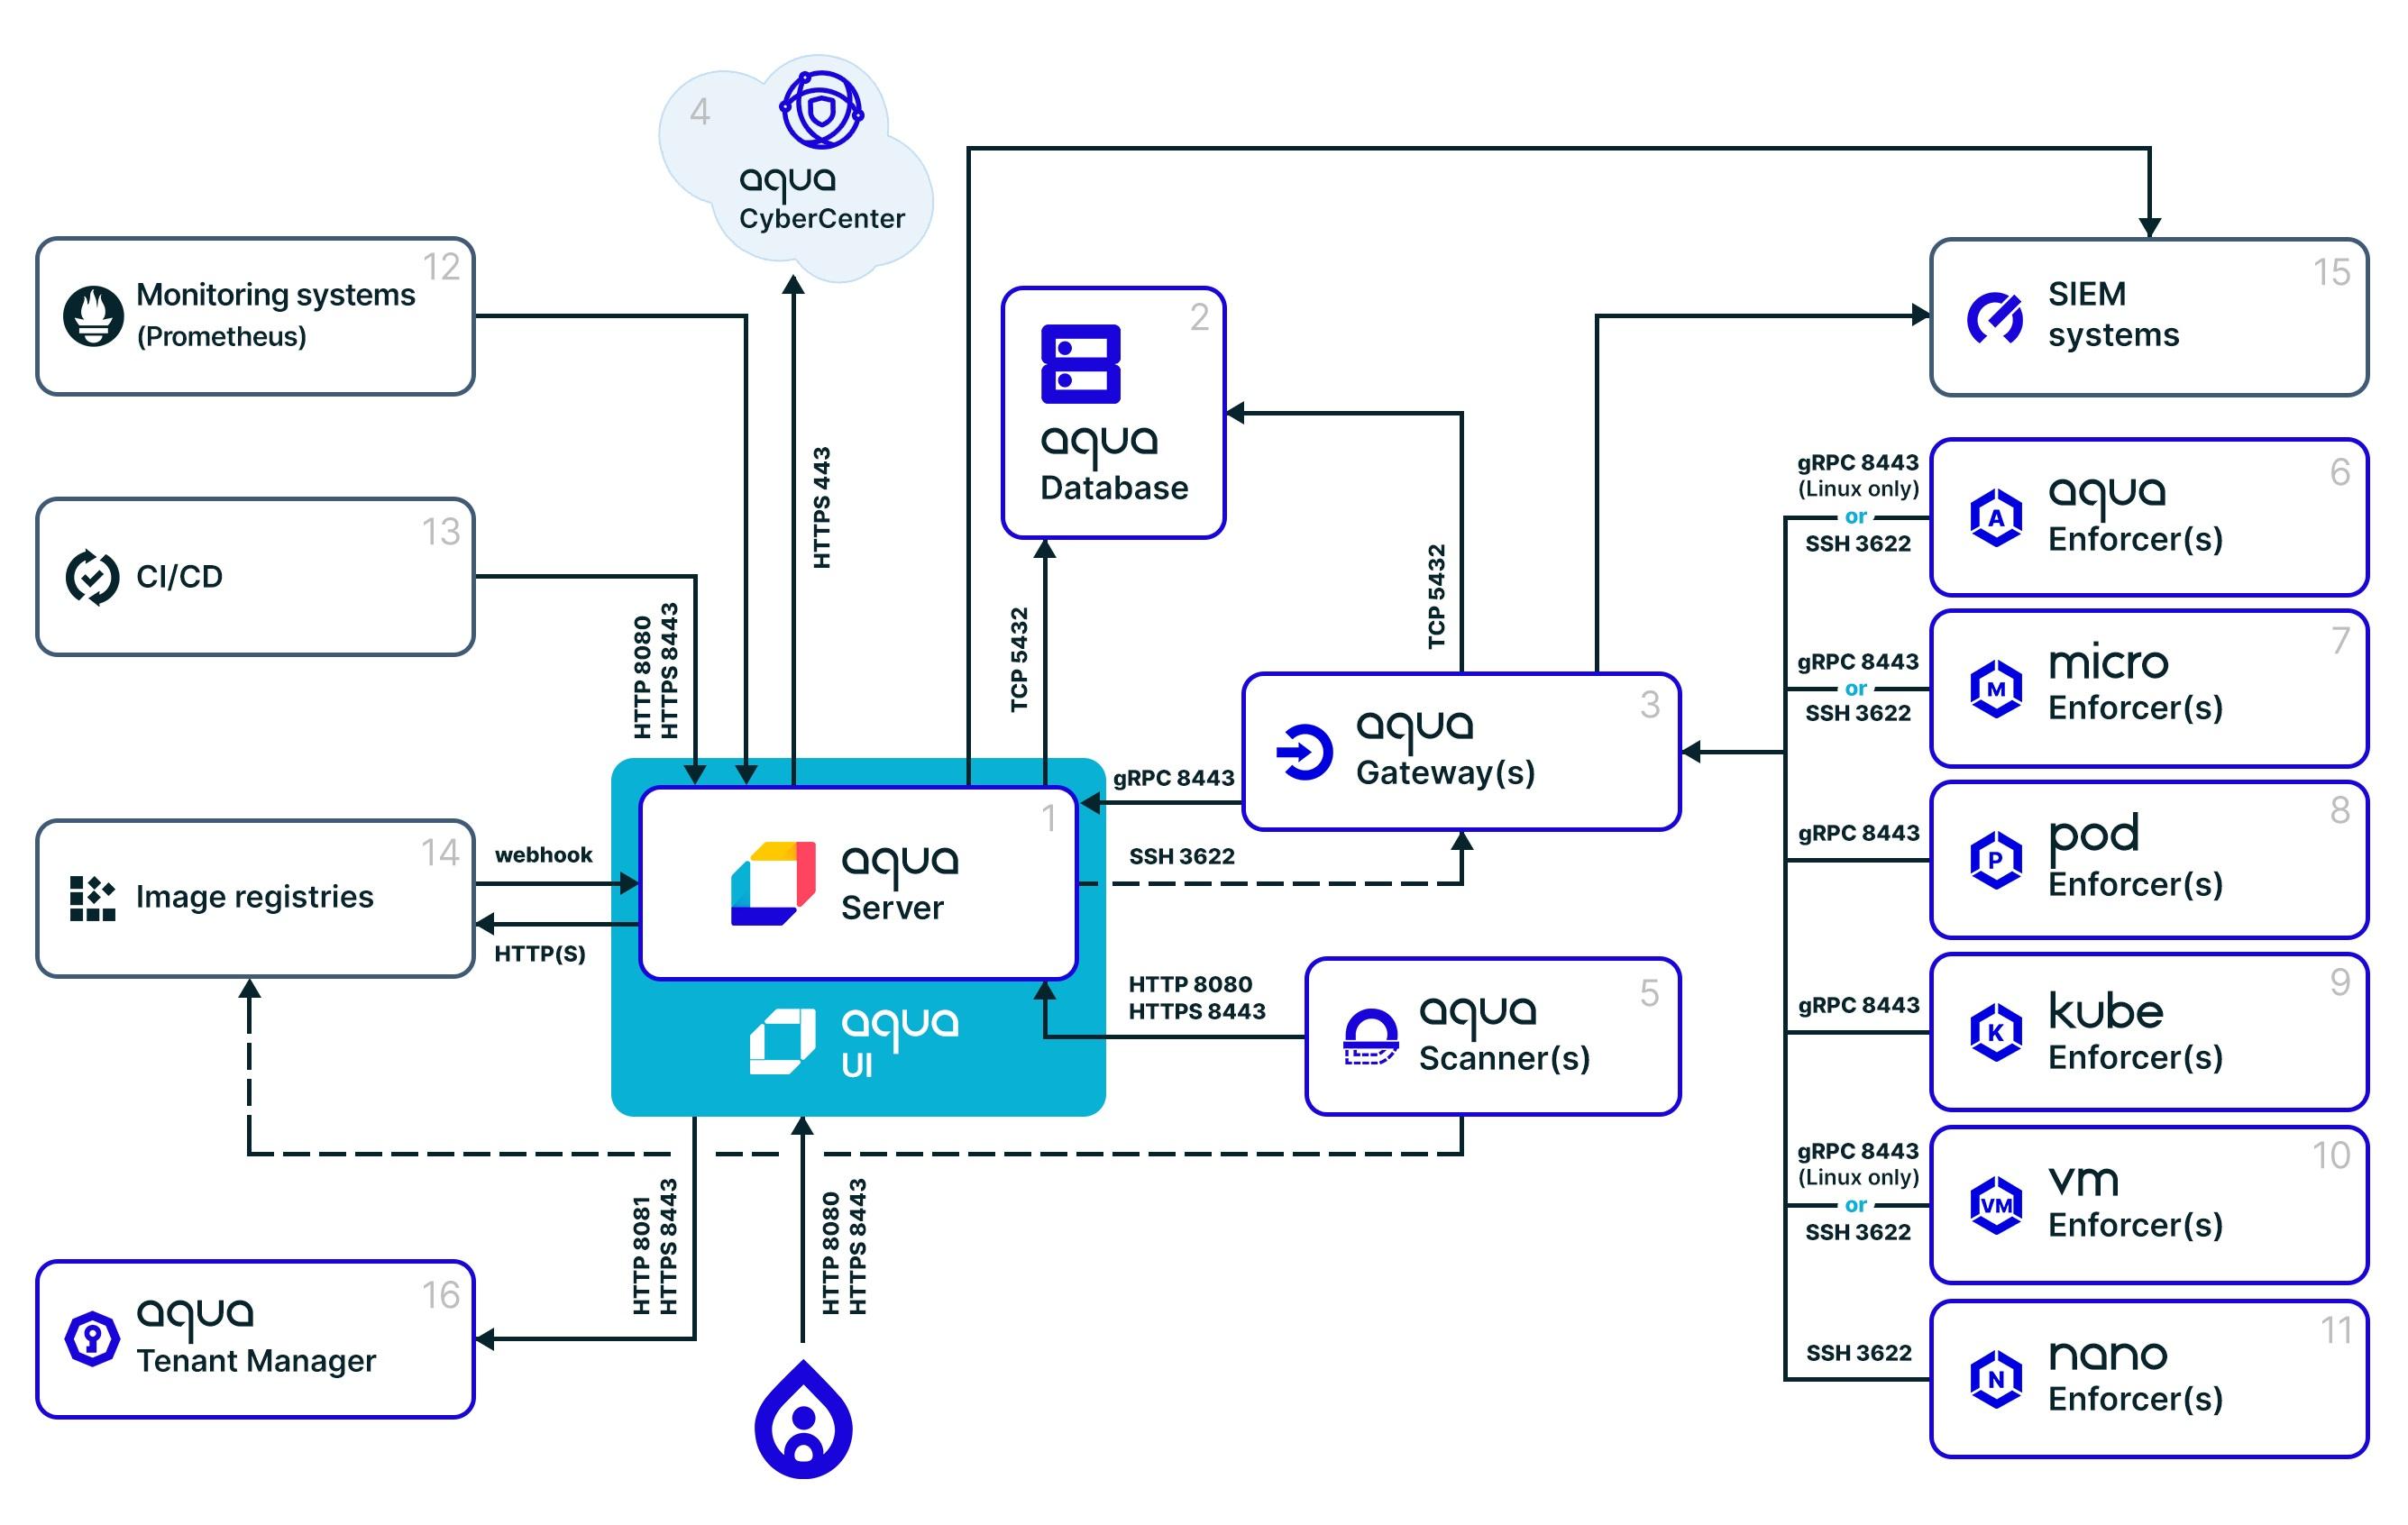 4
aqua
CyberCenter
12
Monitoring systems
(Prometheus)
15
SIEM
systems
2
aqua
Database
HTTPS 443
13
CI/CD
HTTP 8080
HTTPS 8443
TCP 5432
TCP 5432
gRPC 8443
(Linux only)
or
SSH 3622
6
A
aqua
Enforcer(s)
gRPC 8443
or
SSH 3622
7
M
micro
Enforcer(s)
3
aqua
Gateway(s)
gRPC 8443
SSH 3622
1
aqua
Server
14
Image registries
webhook
HTTP(S)
gRPC 8443
8
P
pod
Enforcer(s)
HTTP 8080
HTTPS 8443
5
aqua
Scanner(s)
aqua
UI
gRPC 8443
9
K
kube
Enforcer(s)
gRPC 8443
(Linux only)
or
SSH 3622
10
VM
vm
Enforcer(s)
HTTP 8081
HTTPS 8443
HTTP 8080
HTTPS 8443
16
aqua
Tenant Manager
SSH 3622
11
N
nano
Enforcer(s)